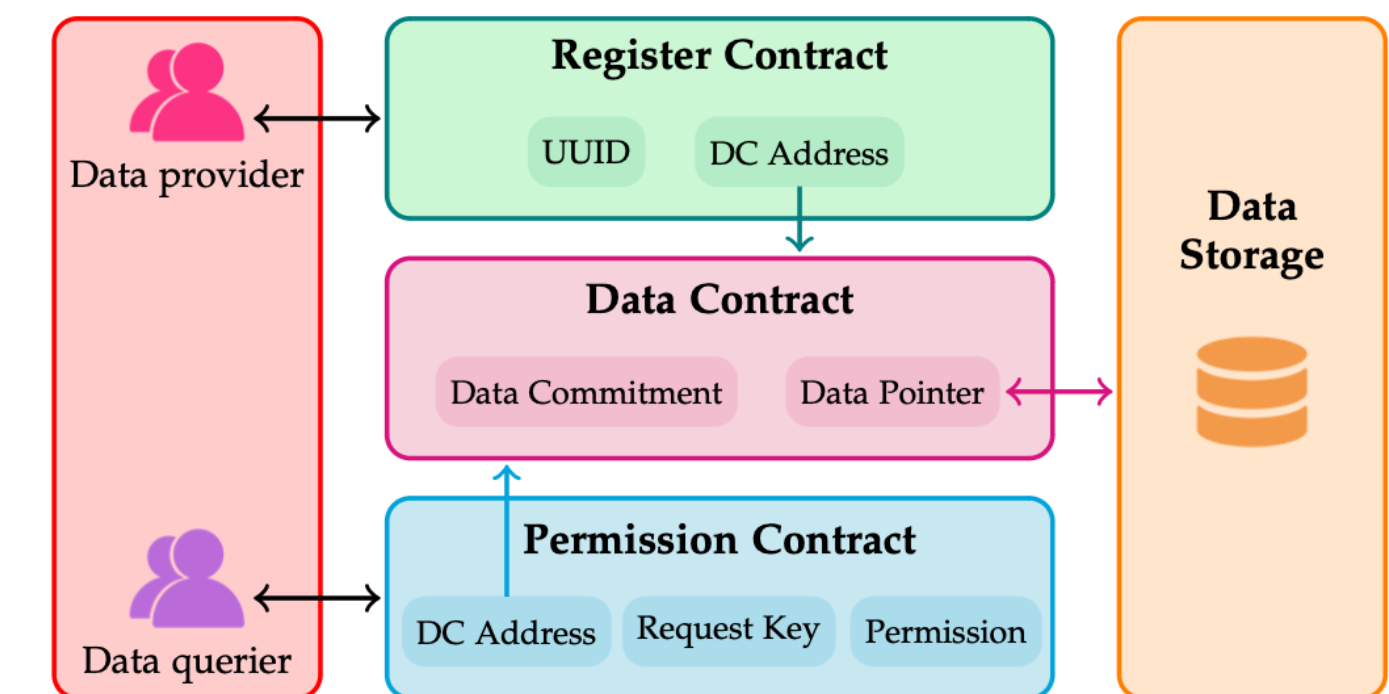 Data provider
Data querier
Register Contract
UUID
DC Address
Data Contract
Data Commitment
Data Pointer
Permission Contract
DC Address
Request Key
Permission
Data
Storage